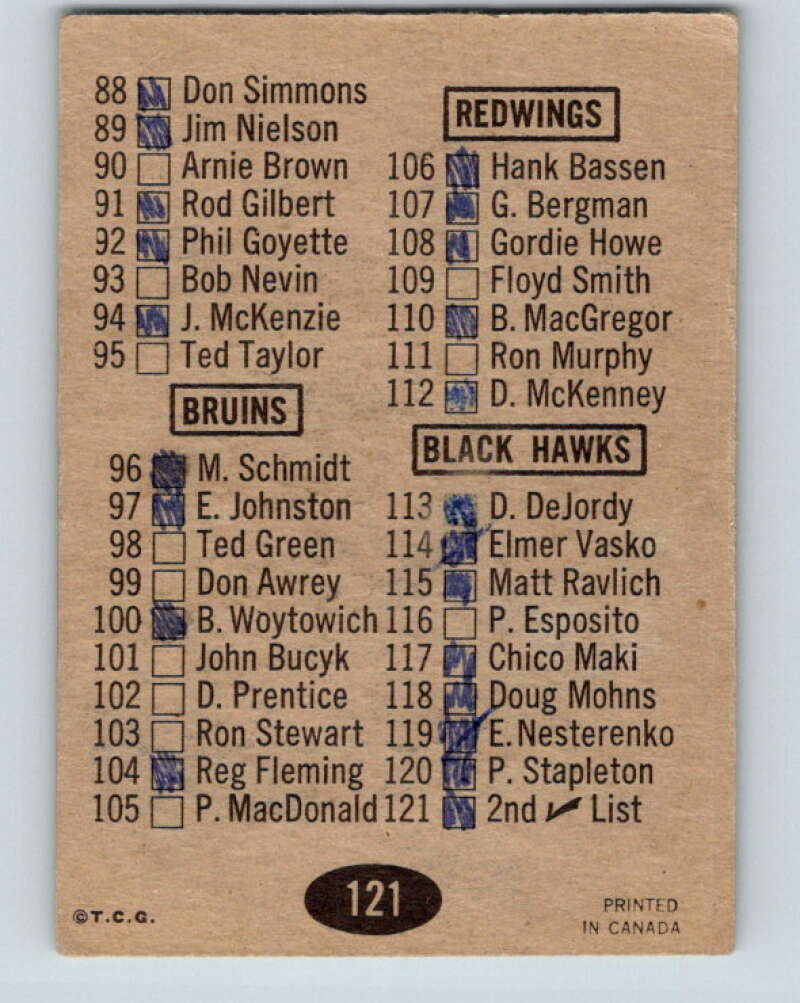 88 Don Simmons
89 Jim Nielson
90 Arnie Brown
91 Rod Gilbert
92 Phil Goyette
93 Bob Nevin
94 J. McKenzie
95 Ted Taylor
BRUINS
96 M. Schmidt
97 E. Johnston
98 Ted Green
99 Don Awrey
100 B. Woytowich
101 John Bucyk
102 D. Prentice
103 Ron Stewart
104 Reg Fleming
105 P. MacDonald
REDWINGS
106 Hank Bassen
107 G. Bergman
108 Gordie Howe
109 Floyd Smith
110 B. MacGregor
111 Ron Murphy
112 D. McKenney
BLACK HAWKS
113 D. DeJordy
114 Elmer Vasko
115 Matt Ravlich
116 P. Esposito
117 Chico Maki
118 Doug Mohns
119 E. Nesterenko
120 P. Stapleton
121 2nd ✓ List
121
©T.C.G.
PRINTED
IN CANADA